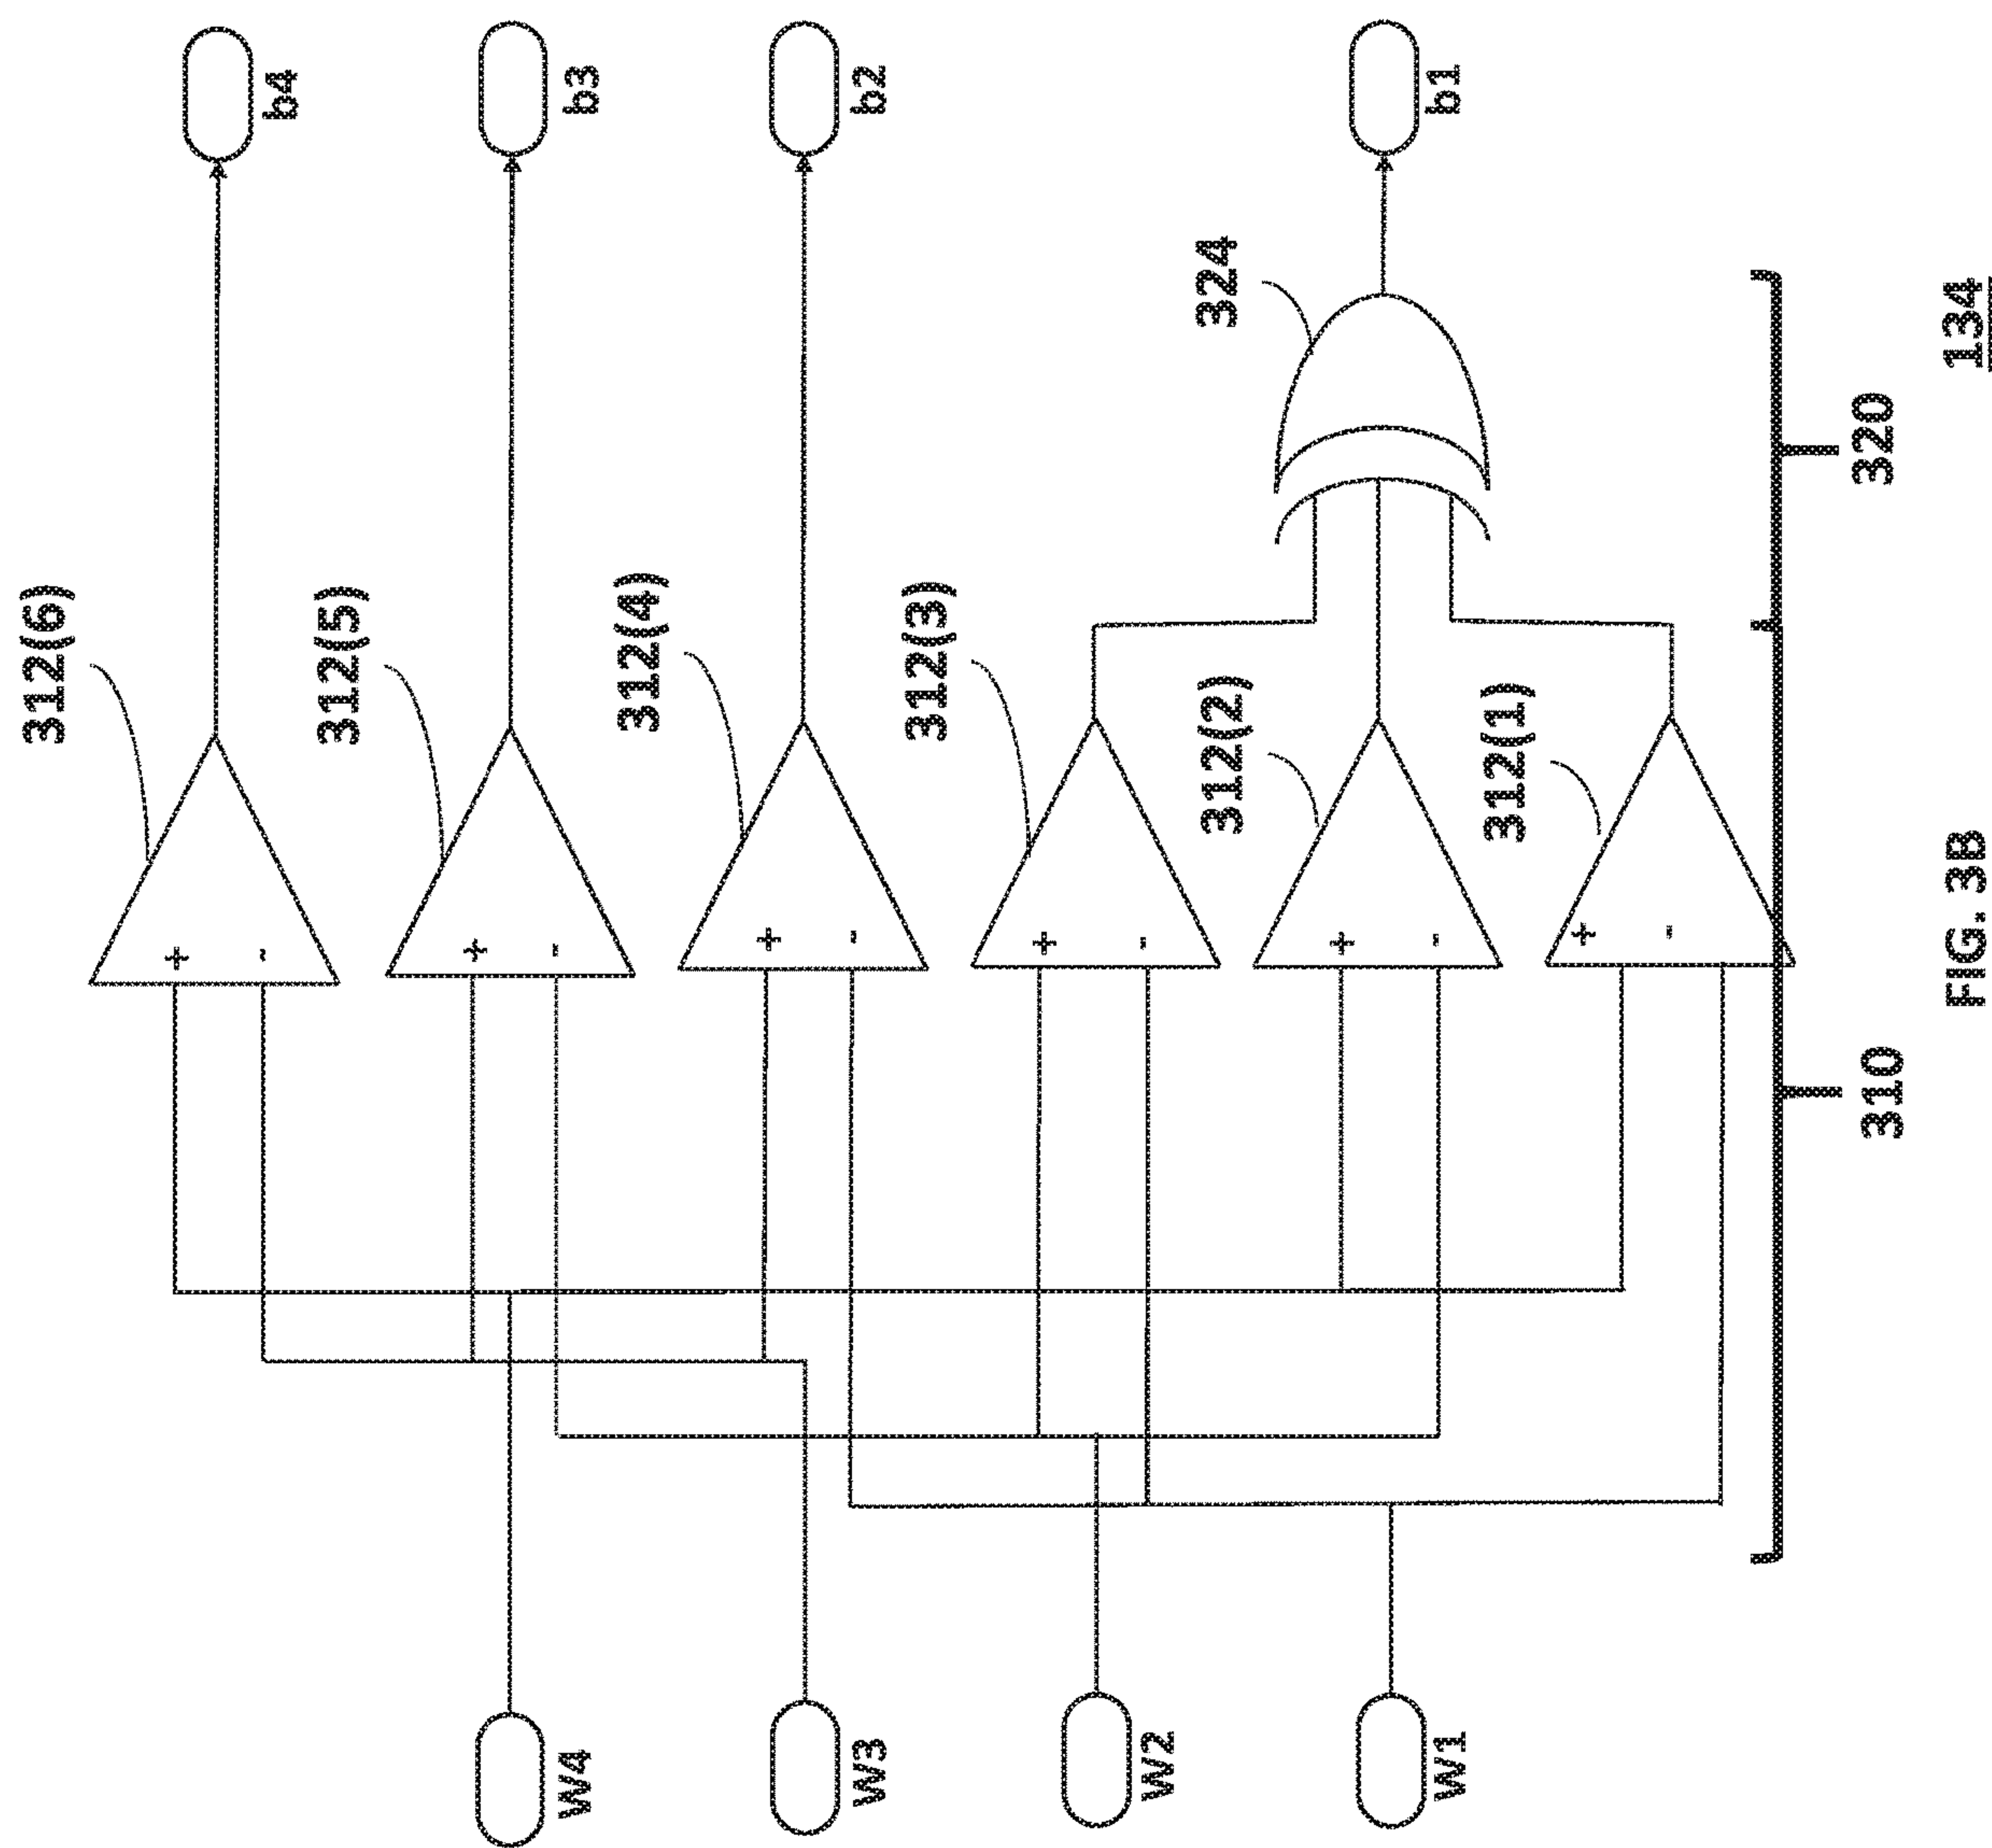 312(6)
b4
312(5)
b3
W4
312(4)
b2
W3
312(3)
W2
312(2)
324
b1
W1
312(1)
+
-
+
-
+
-
+
-
+
-
+
-
310
320
FIG. 3B
134